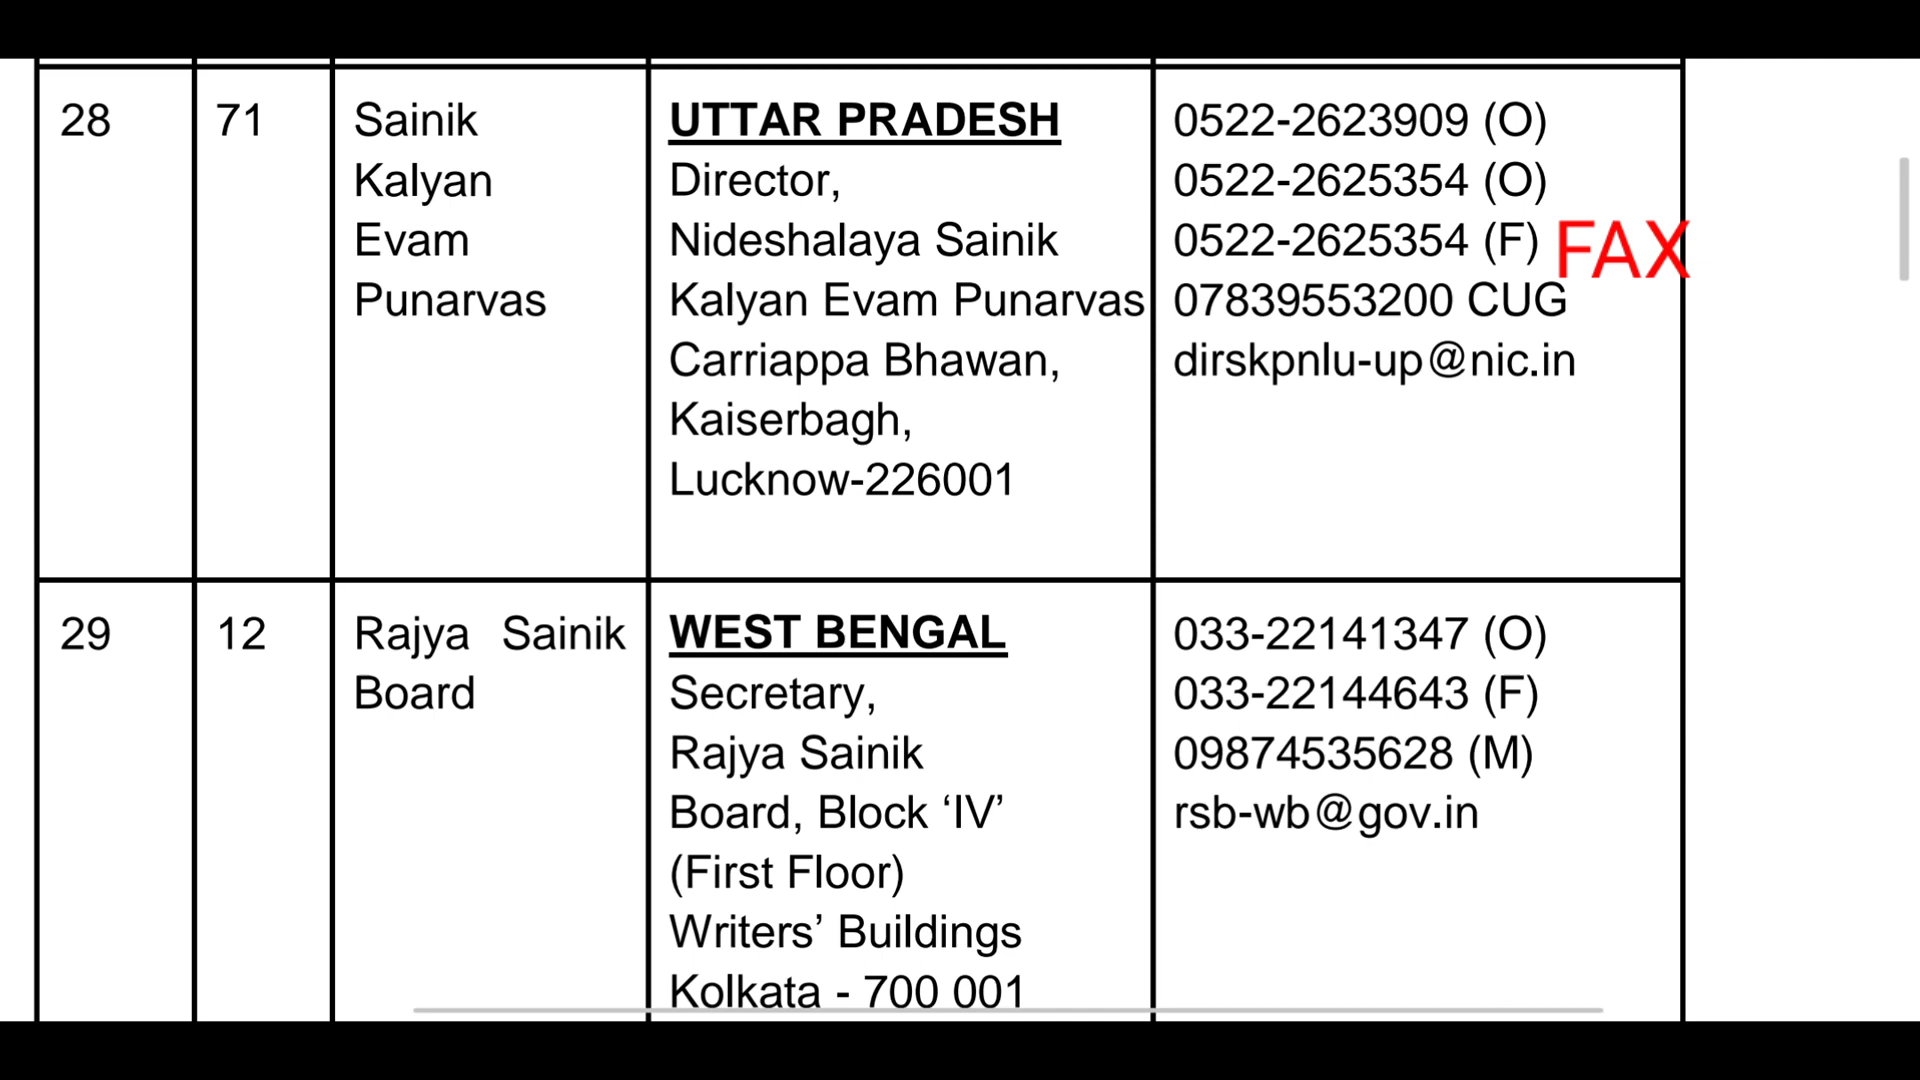 28
71
Sainik
Kalyan
Evam
Punarvas
UTTAR PRADESH
Director,
Nideshalaya Sainik
Kalyan Evam Punarvas
Carriappa Bhawan,
Kaiserbagh,
Lucknow-226001
0522-2623909 (O)
0522-2625354 (O)
0522-2625354 (F) FAX
07839553200 CUG
dirskpnlu-up@nic.in
29
12
Rajya Sainik
Board
WEST BENGAL
Secretary,
Rajya Sainik
Board, Block ‘IV’
(First Floor)
Writers’ Buildings
Kolkata - 700 001
033-22141347 (O)
033-22144643 (F)
09874535628 (M)
rsb-wb@gov.in